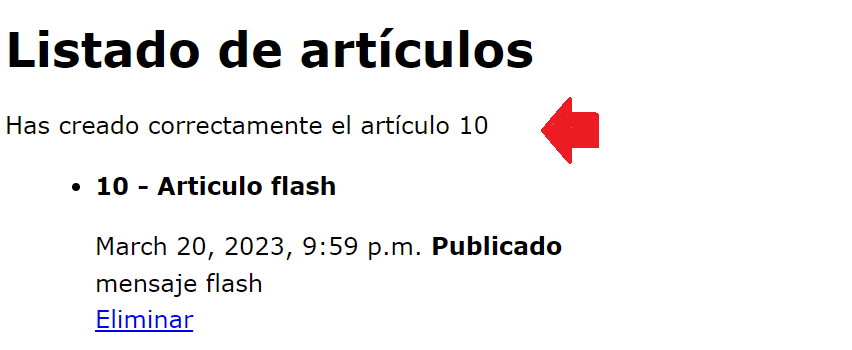 Listado de artículos
Has creado correctamente el artículo 10
10 - Articulo flash
March 20, 2023, 9:59 p.m. Publicado
mensaje flash
Eliminar